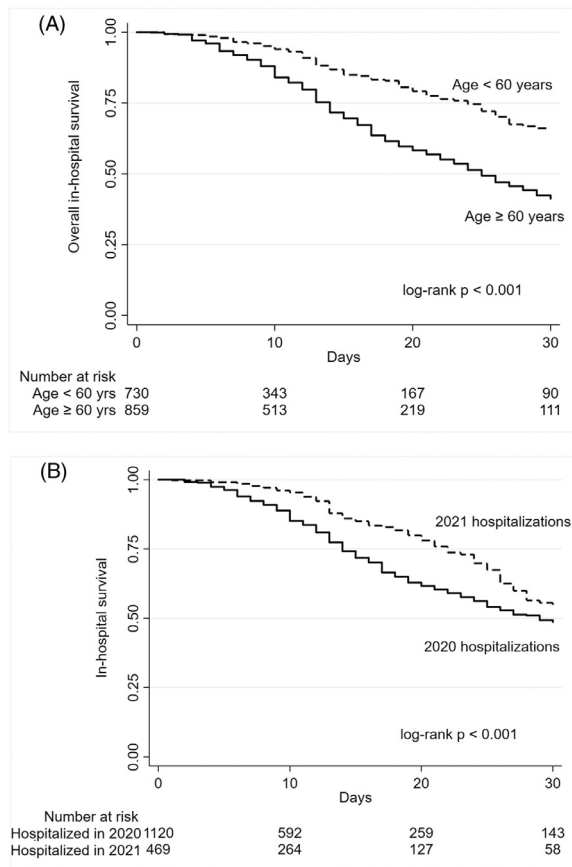 (A)
Overall in-hospital survival
1.00
0.75
0.50
0.25
0.00
Age < 60 years
Age ≥ 60 years
log-rank p < 0.001
0 10 20 30
Days
Number at risk
Age < 60 yrs 730 343 167 90
Age ≥ 60 yrs 859 513 219 111
(B)
In-hospital survival
1.00
0.75
0.50
0.25
0.00
2021 hospitalizations
2020 hospitalizations
log-rank p < 0.001
0 10 20 30
Days
Number at risk
Hospitalized in 2020 1120 592 259 143
Hospitalized in 2021 469 264 127 58